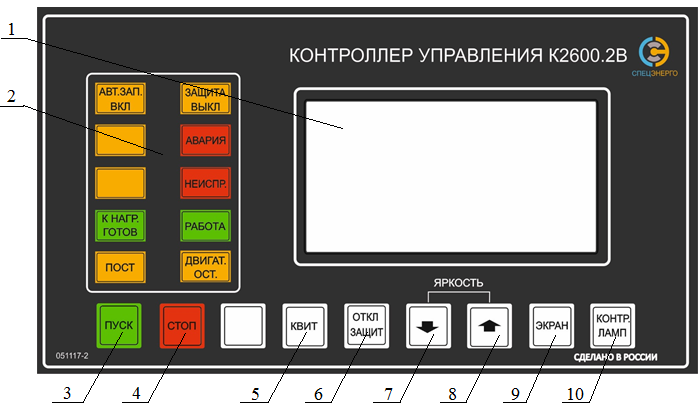 1
КОНТРОЛЛЕР УПРАВЛЕНИЯ К2600.2В
СПЕЦЭНЕРГО
2
АВТ.ЗАП.
ВКЛ
ЗАЩИТА
ВЫКЛ
АВАРИЯ
НЕИСПР.
К НАГР.
ГОТОВ
РАБОТА
ПОСТ
ДВИГАТ.
ОСТ.
ЯРКОСТЬ
ПУСК
СТОП
КВИТ
ОТКЛ
ЗАЩИТ
ЭКРАН
КОНТР.
ЛАМП
051117-2
СДЕЛАНО В РОССИИ
3 4 5 6 7 8 9 10